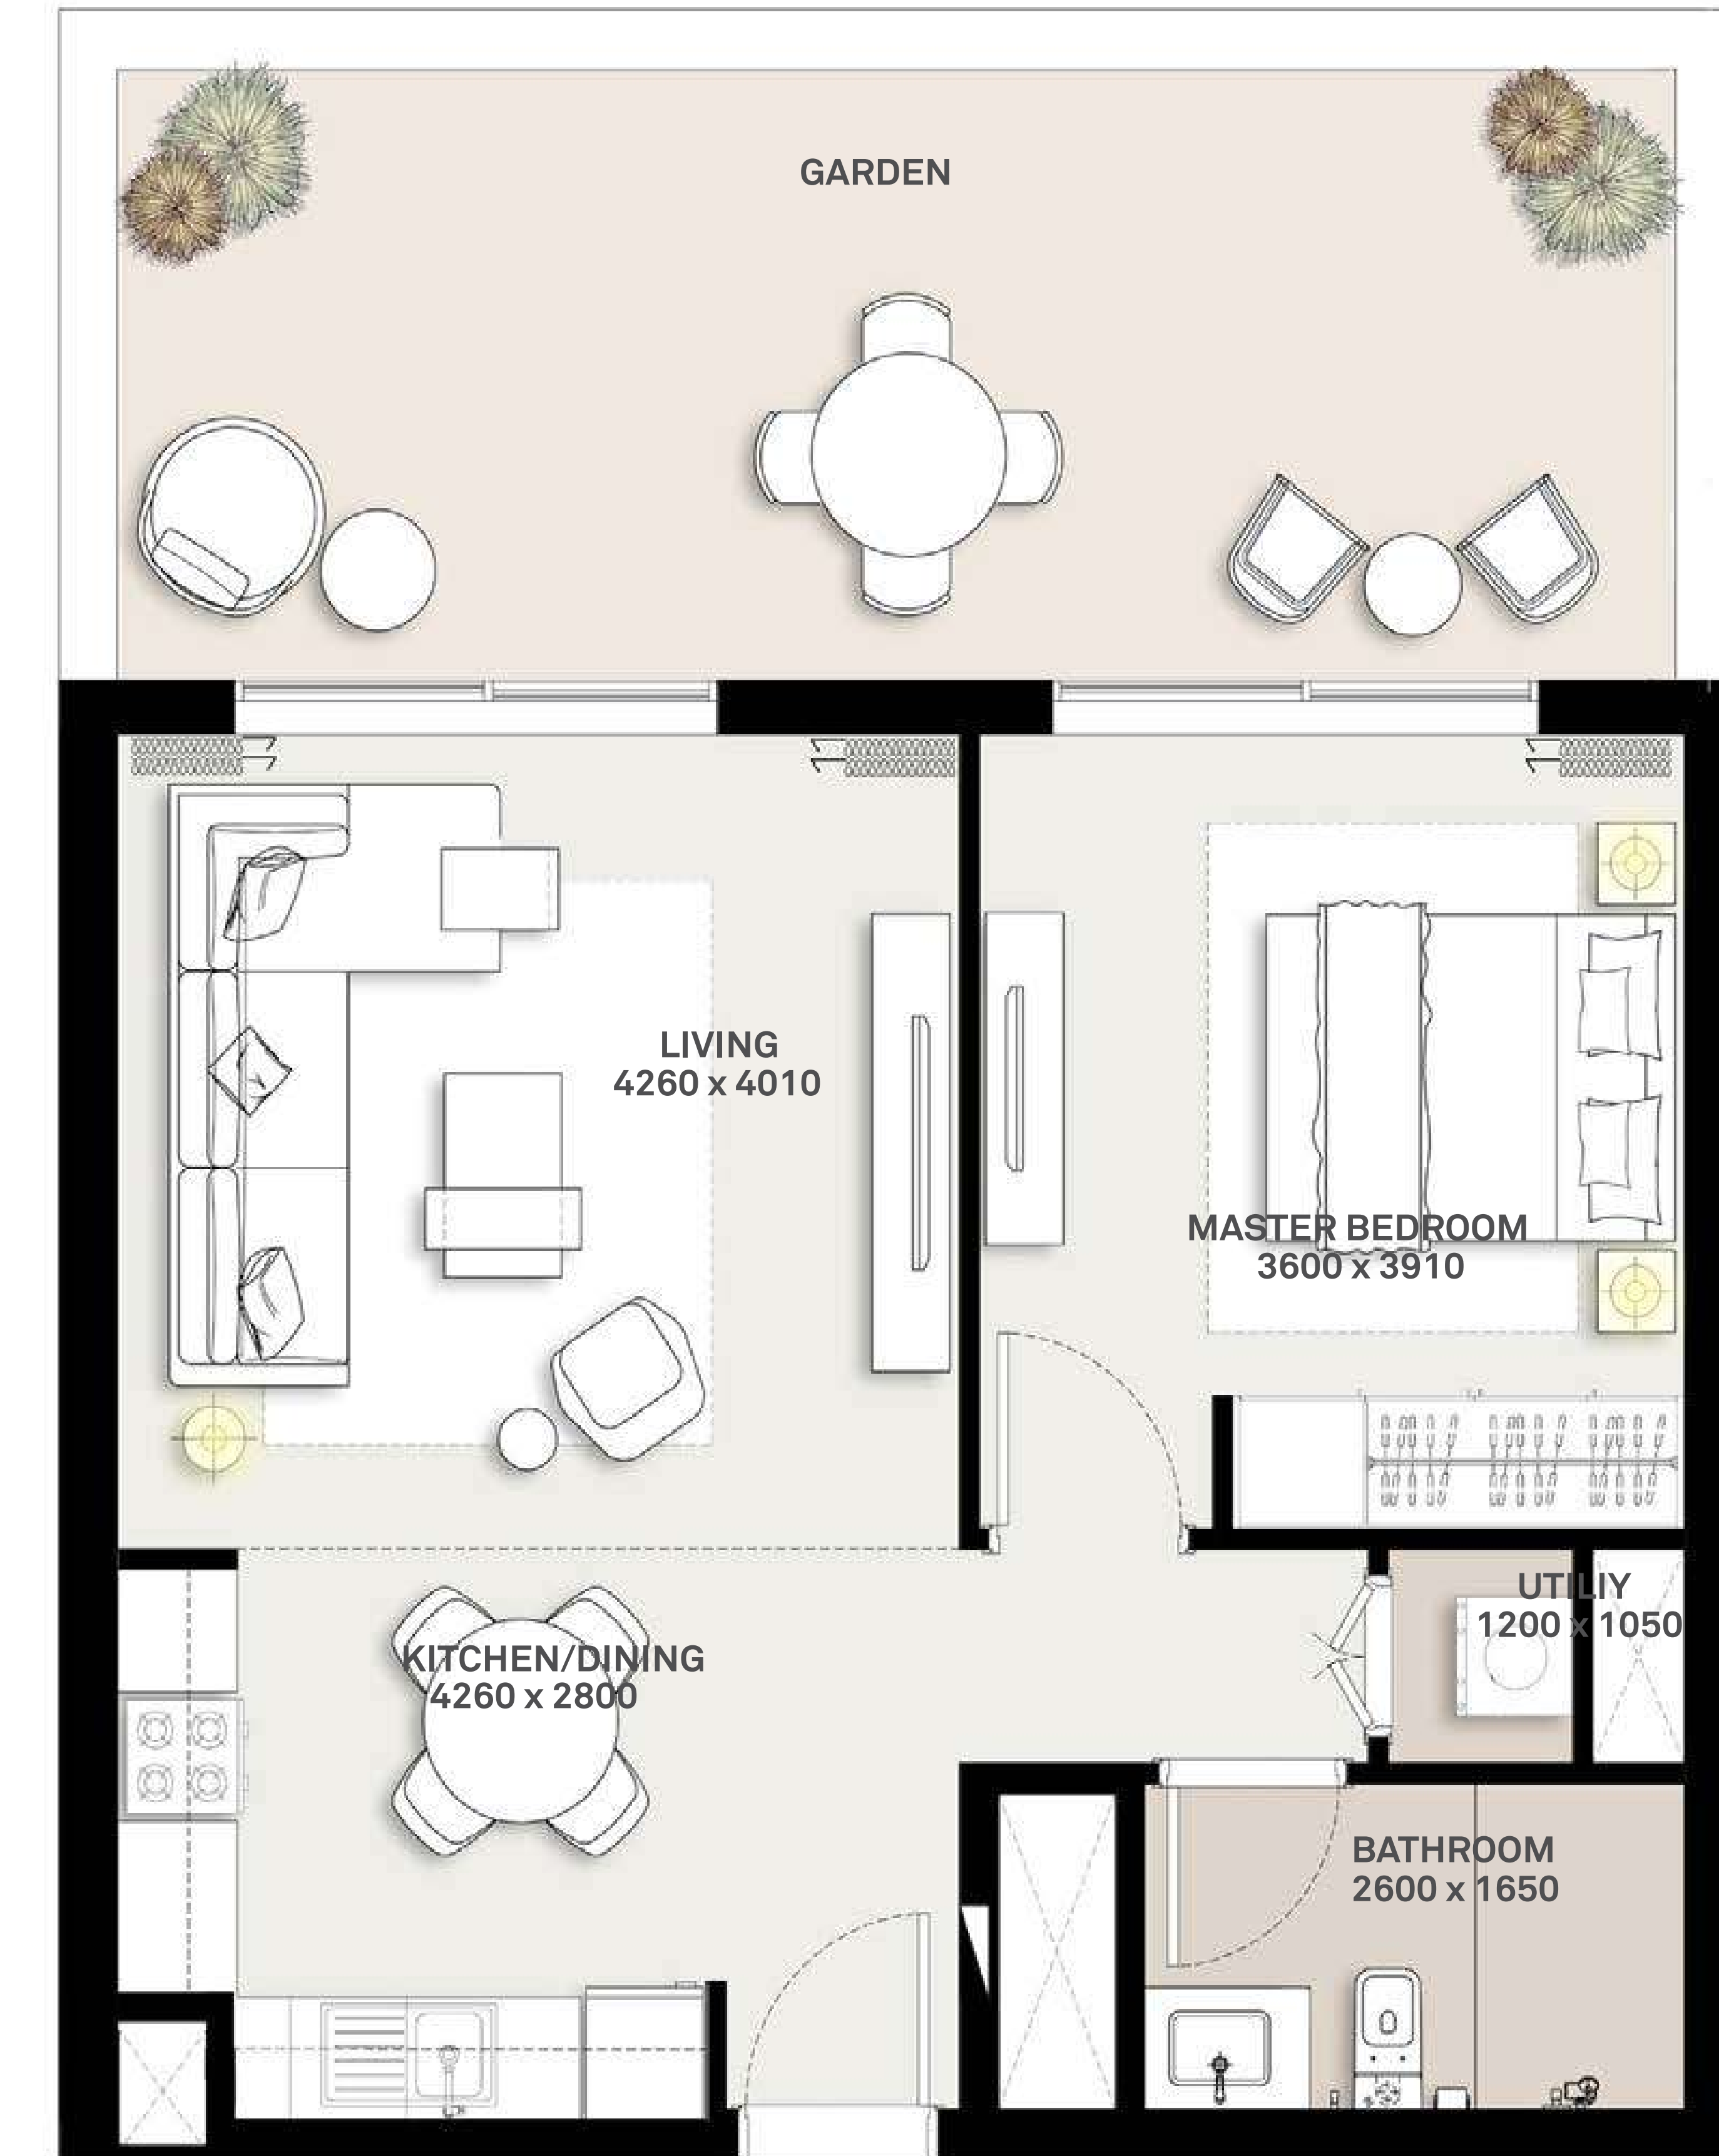 GARDEN
LIVING
4260 x 4010
MASTER BEDROOM
3600 x 3910
KITCHEN/DINING
4260 x 2800
UTILIY
1200 x 1050
BATHROOM
2600 x 1650